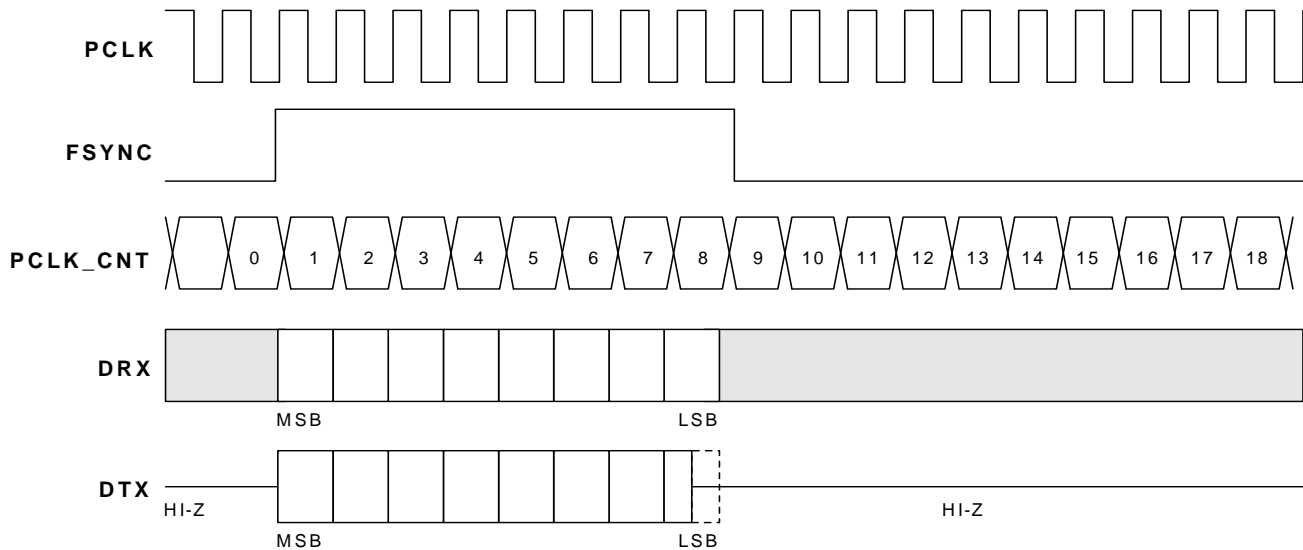 PCLK
FSYNC
PCLK_CNT
0 1 2 3 4 5 6 7 8 9 10 11 12 13 14 15 16 17 18
DRX
MSB LSB
DTX
HI-Z HI-Z
MSB LSB